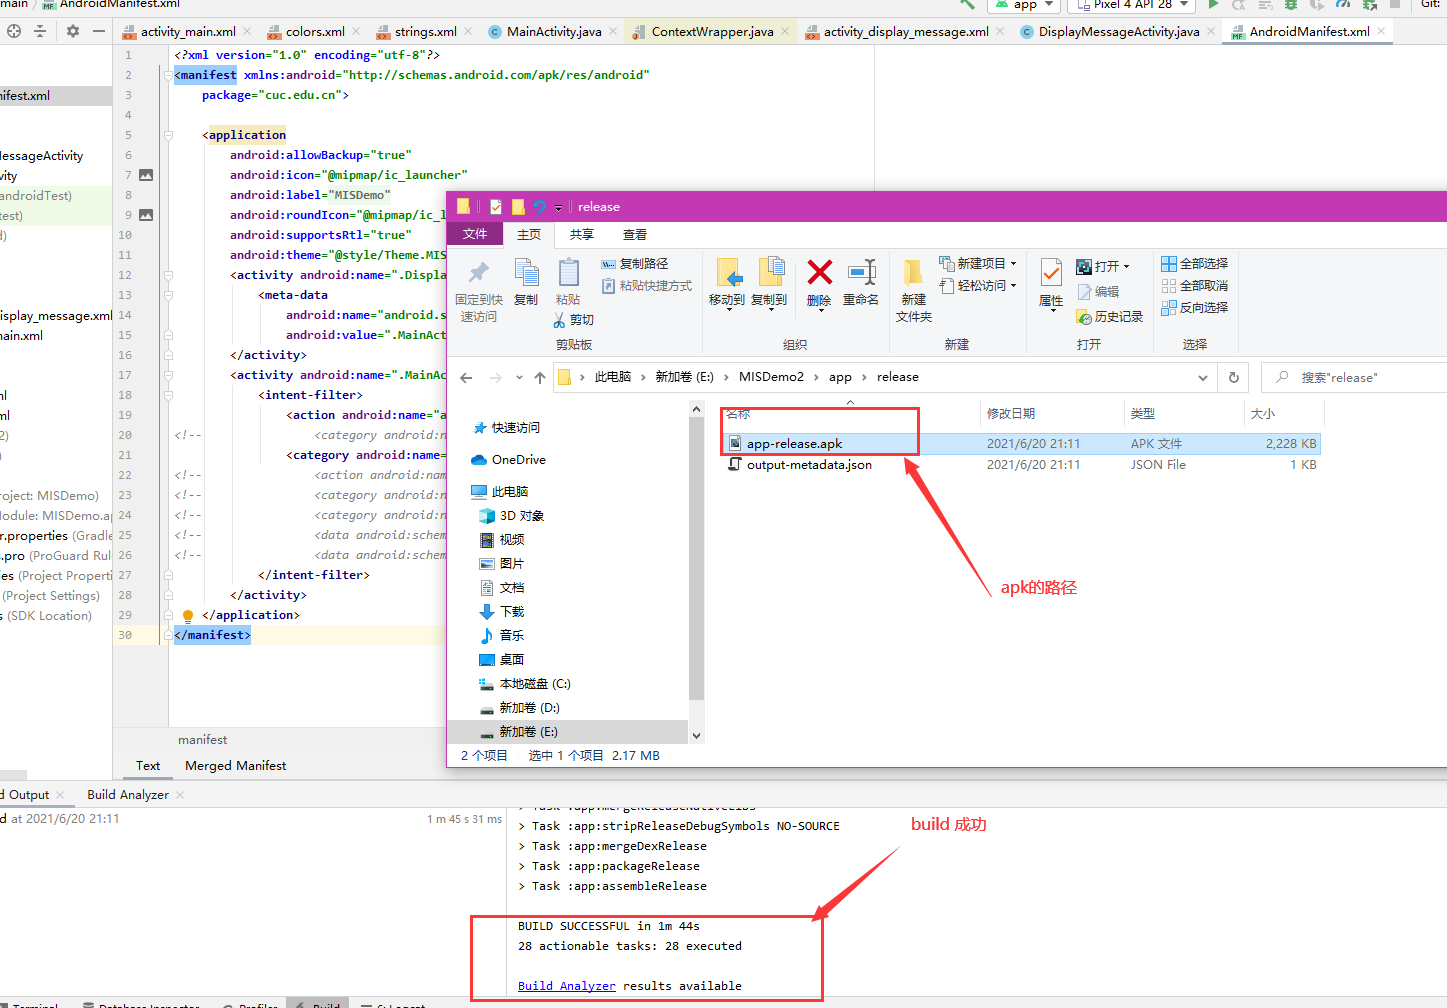 main AndroidManifest.xml app Pixel 4 API 28 Git:
activity_main.xml colors.xml strings.xml MainActivity.java ContextWrapper.java activity_display_message.xml DisplayMessageActivity.java AndroidManifest.xml
nifest.xml
MessageActivity
vity
androidTest)
test)
d)
isplay_message.xml
nain.xml
nl
ml
2)
)
roject: MISDemo)
Module: MISDemo.ap
r.properties (Gradle
s.pro (ProGuard Rul
ies (Project Properti
(Project Settings)
s (SDK Location)
1 <?xml version="1.0" encoding="utf-8"?>
2 <manifest xmlns:android="http://schemas.android.com/apk/res/android"
3 package="cuc.edu.cn">
4
5 <application
6 android:allowBackup="true"
7 android:icon="@mipmap/ic_launcher"
8 android:label="MISDemo"
9 android:roundIcon="@mipmap/ic_l
10 android:supportsRtl="true"
11 android:theme="@style/Theme.MIS
12 <activity android:name=".Displa
13 <meta-data
14 android:name="android.s
15 android:value=".MainAct
16 </activity>
17 <activity android:name=".MainAc
18 <intent-filter>
19 <action android:name="a
20 <!-- <category android:n
21 <category android:name=
22 <!-- <action android:nam
23 <!-- <category android:n
24 <!-- <category android:n
25 <!-- <data android:schem
26 <!-- <data android:schem
27 </intent-filter>
28 </activity>
29 </application>
30 </manifest>
manifest
Text Merged Manifest
release
文件 主页 共享 查看
固定到快速访问
复制
粘贴
复制路径
粘贴快捷方式
剪切
剪贴板
移动到 复制到 删除 重命名
组织
新建文件夹
新建项目
轻松访问
新建
属性
打开
编辑
历史记录
打开
全部选择
全部取消
反向选择
选择
此电脑 新加卷 (E:) MISDemo2 app release
搜索"release"
名称 修改日期 类型 大小
app-release.apk 2021/6/20 21:11 APK 文件 2,228 KB
output-metadata.json 2021/6/20 21:11 JSON File 1 KB
快速访问
OneDrive
此电脑
3D 对象
视频
图片
文档
下载
音乐
桌面
本地磁盘 (C:)
新加卷 (D:)
新加卷 (E:)
2 个项目 选中 1 个项目 2.17 MB
apk的路径
d Output Build Analyzer
d at 2021/6/20 21:11 1 m 45 s 31 ms
> Task :app:mergeReleaseNativeLibs
> Task :app:stripReleaseDebugSymbols NO-SOURCE
> Task :app:mergeDexRelease
> Task :app:packageRelease
> Task :app:assembleRelease
BUILD SUCCESSFUL in 1m 44s
28 actionable tasks: 28 executed
Build Analyzer results available
build 成功
Terminal Database Inspector Profiler Build 6: Logcat